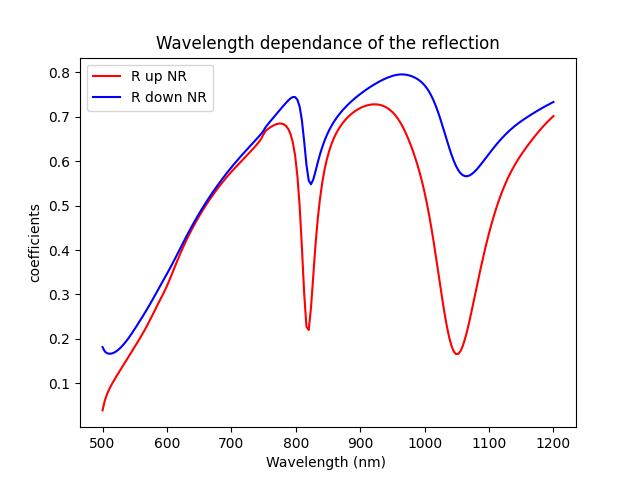 Wavelength dependance of the reflection
R up NR
R down NR
coefficients
0.8
0.7
0.6
0.5
0.4
0.3
0.2
0.1
500 600 700 800 900 1000 1100 1200
Wavelength (nm)